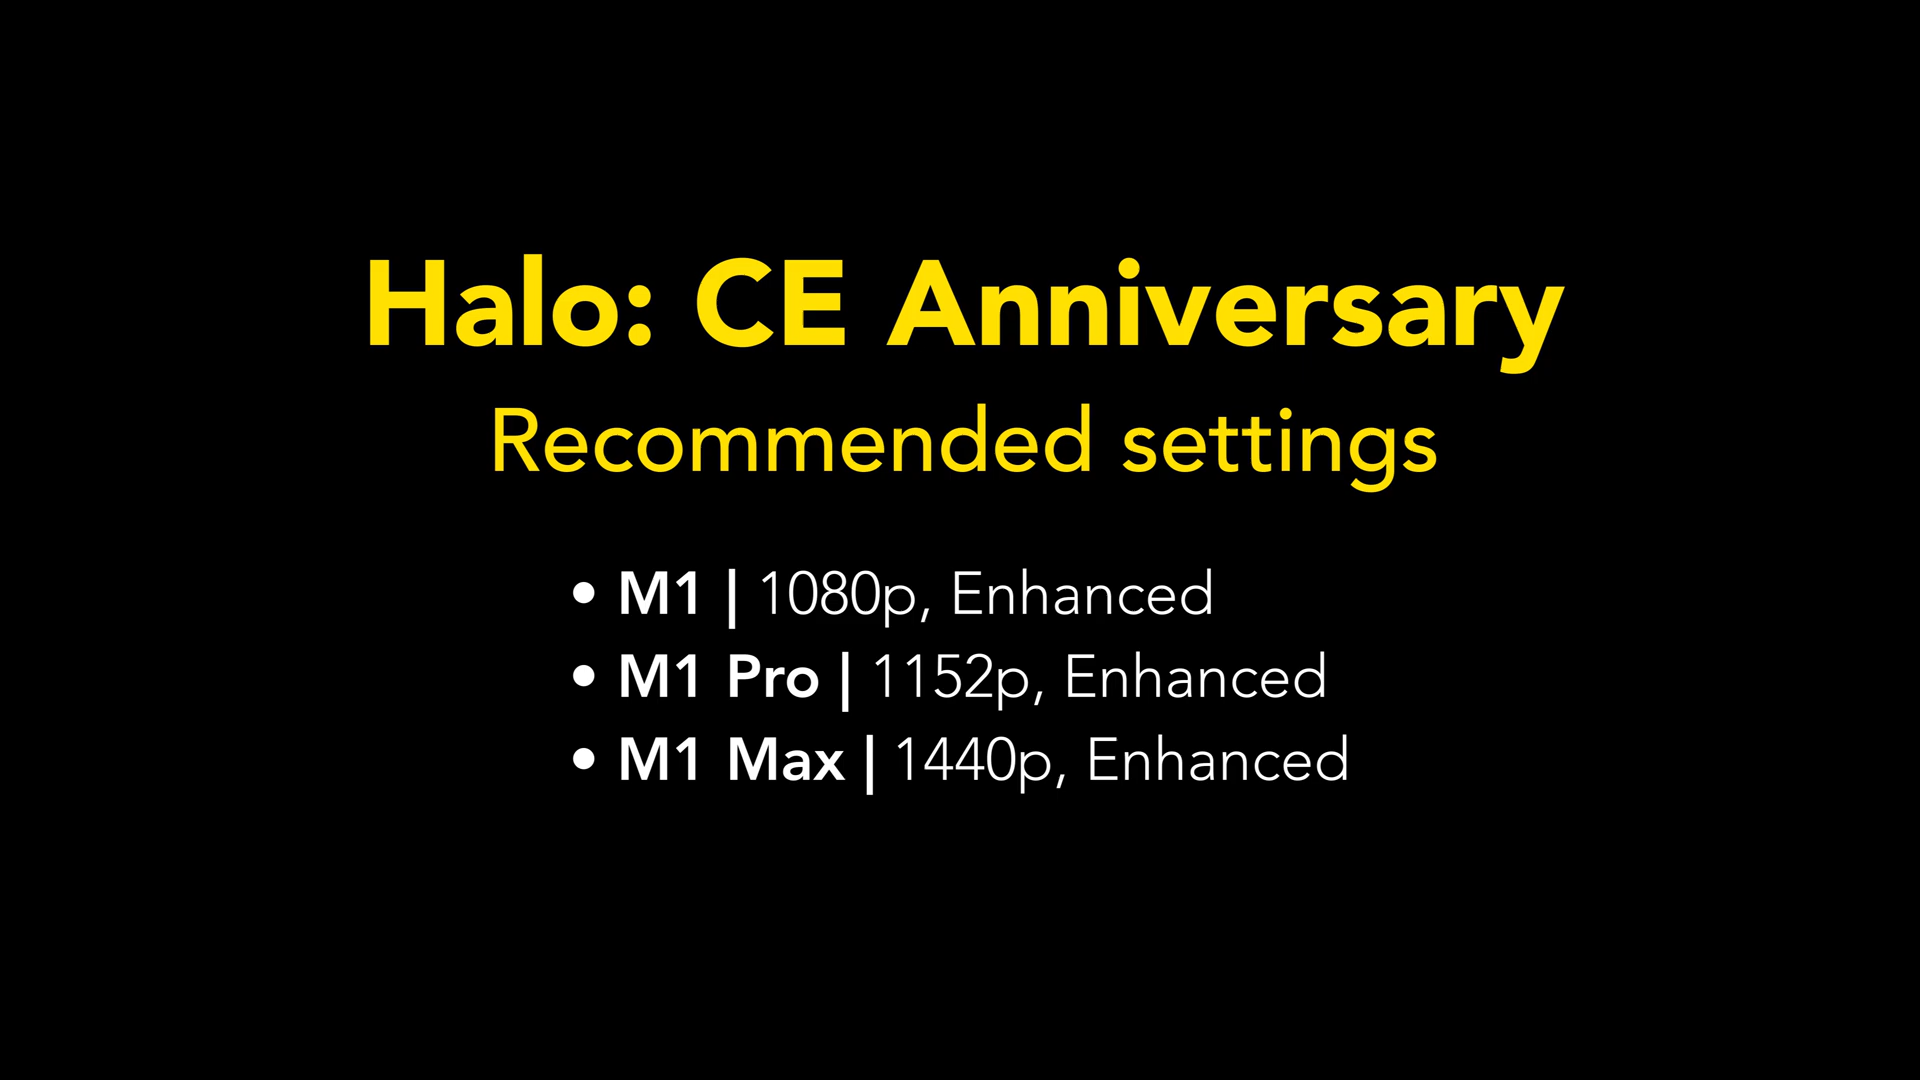 Halo: CE Anniversary
Recommended settings
• M1 | 1080p, Enhanced
• M1 Pro | 1152p, Enhanced
• M1 Max | 1440p, Enhanced